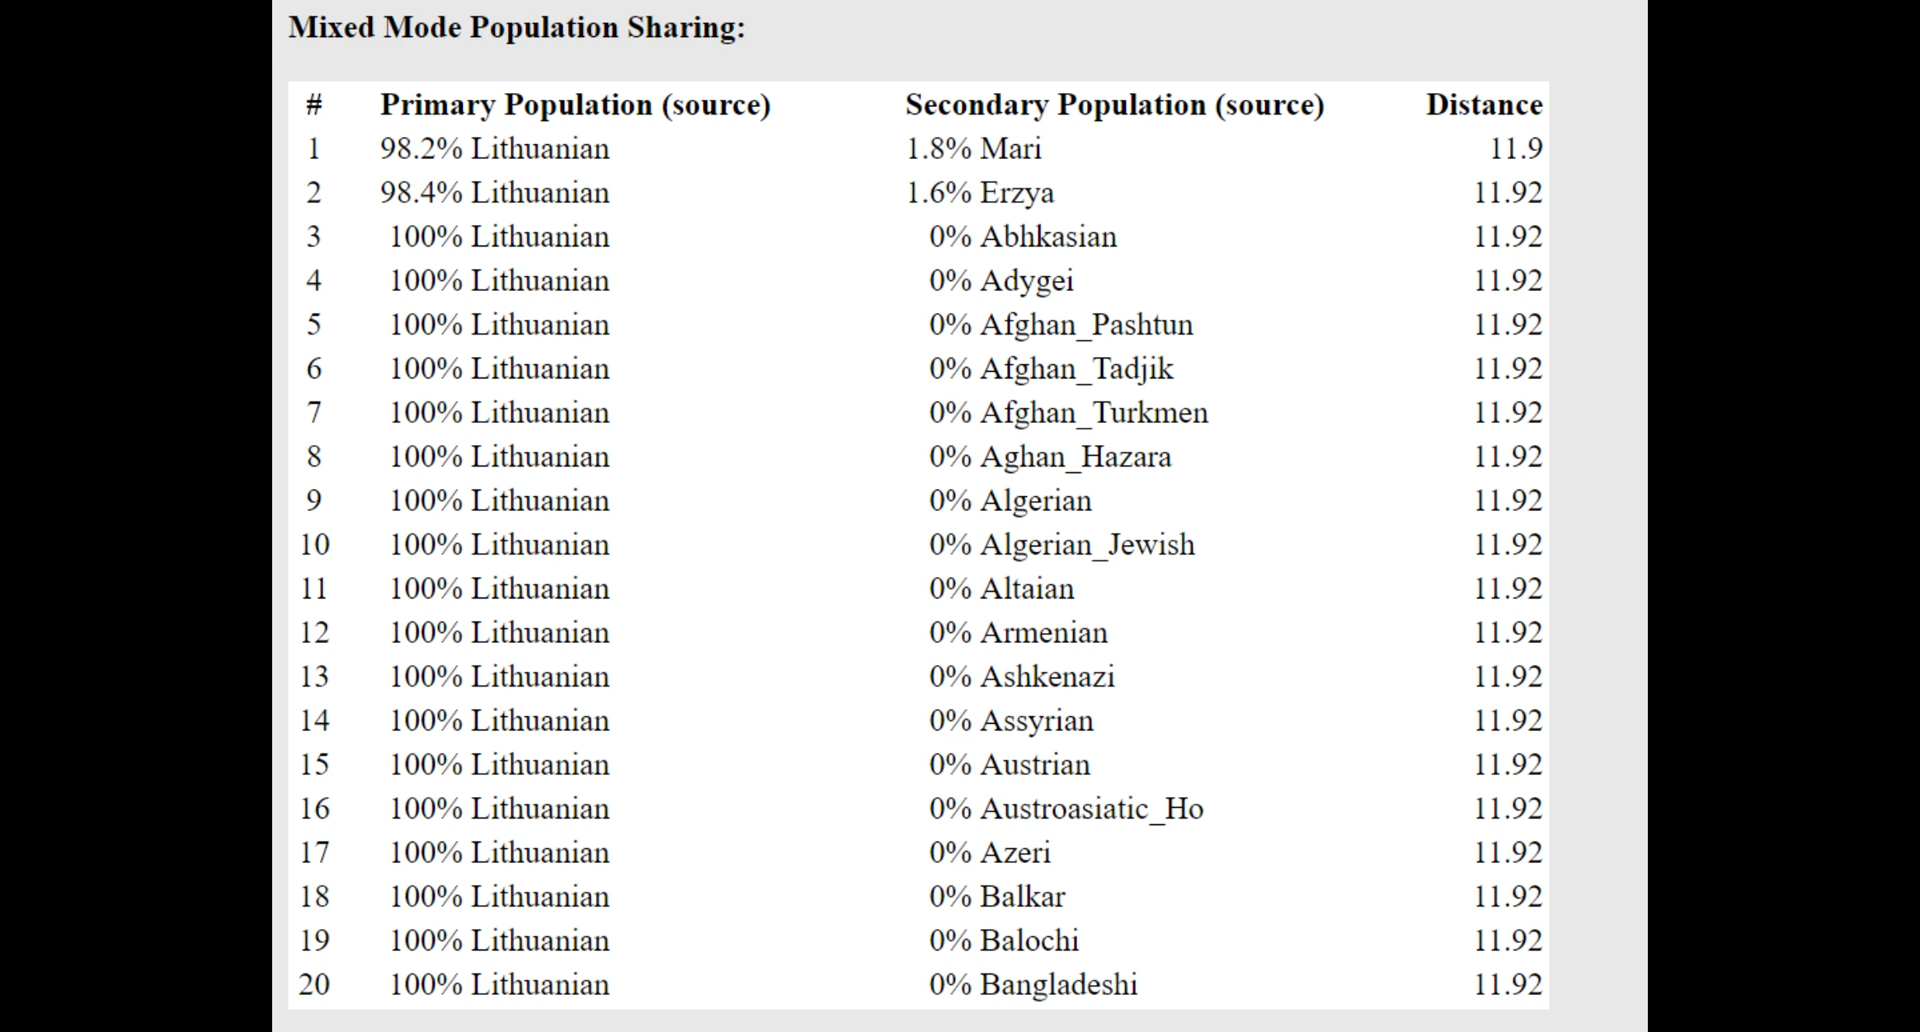 Mixed Mode Population Sharing:
# Primary Population (source) Secondary Population (source) Distance
1 98.2% Lithuanian 1.8% Mari 11.9
2 98.4% Lithuanian 1.6% Erzya 11.92
3 100% Lithuanian 0% Abhkasian 11.92
4 100% Lithuanian 0% Adygei 11.92
5 100% Lithuanian 0% Afghan_Pashtun 11.92
6 100% Lithuanian 0% Afghan_Tadjik 11.92
7 100% Lithuanian 0% Afghan_Turkmen 11.92
8 100% Lithuanian 0% Aghan_Hazara 11.92
9 100% Lithuanian 0% Algerian 11.92
10 100% Lithuanian 0% Algerian_Jewish 11.92
11 100% Lithuanian 0% Altaian 11.92
12 100% Lithuanian 0% Armenian 11.92
13 100% Lithuanian 0% Ashkenazi 11.92
14 100% Lithuanian 0% Assyrian 11.92
15 100% Lithuanian 0% Austrian 11.92
16 100% Lithuanian 0% Austroasiatic_Ho 11.92
17 100% Lithuanian 0% Azeri 11.92
18 100% Lithuanian 0% Balkar 11.92
19 100% Lithuanian 0% Balochi 11.92
20 100% Lithuanian 0% Bangladeshi 11.92